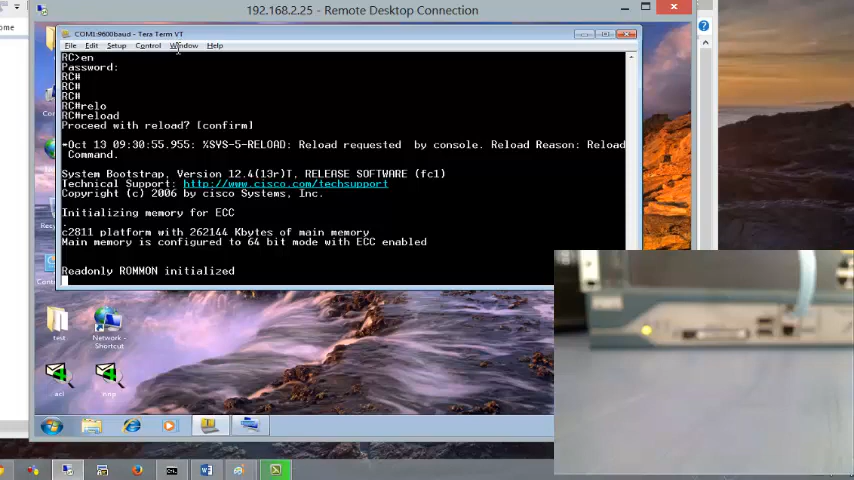 192.168.2.25 - Remote Desktop Connection
ome
COM1:9600baud - Tera Term VT
File Edit Setup Control Window Help
RC>en
Password:
RC#
RC#
RC#
RC#relo
RC#reload
Proceed with reload? [confirm]
*Oct 13 09:30:55.955: %SYS-5-RELOAD: Reload requested by console. Reload Reason: Reload
Command.
System Bootstrap, Version 12.4(13r)T, RELEASE SOFTWARE (fc1)
Technical Support: http://www.cisco.com/techsupport
Copyright (c) 2006 by cisco Systems, Inc.
Initializing memory for ECC
.
c2811 platform with 262144 Kbytes of main memory
Main memory is configured to 64 bit mode with ECC enabled
Readonly ROMMON initialized
test
Network -
Shortcut
acl